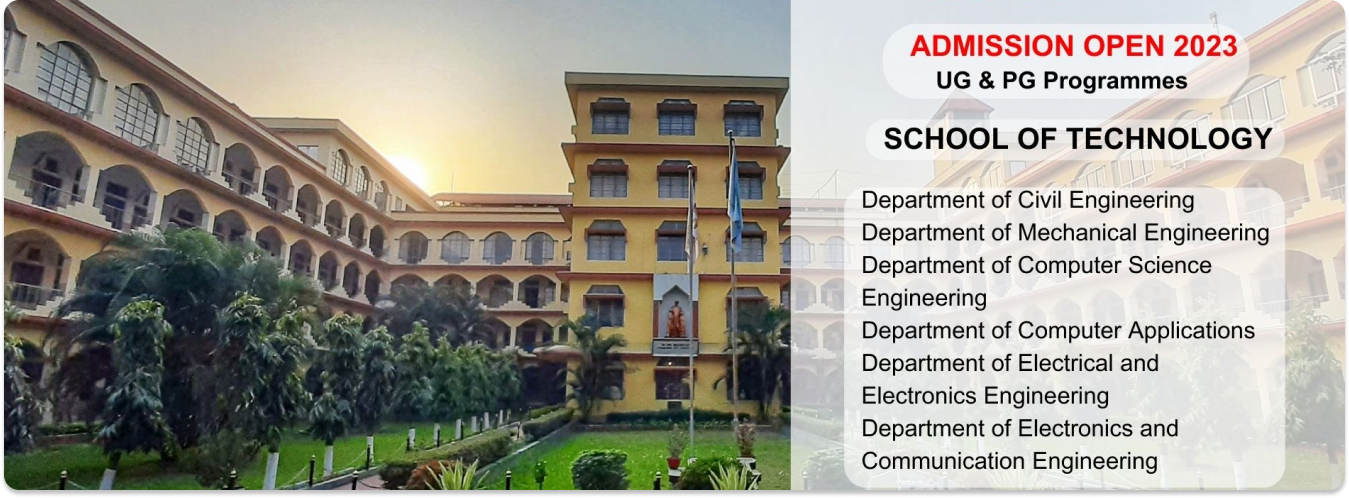 ADMISSION OPEN 2023
UG & PG Programmes
SCHOOL OF TECHNOLOGY
Department of Civil Engineering
Department of Mechanical Engineering
Department of Computer Science
Engineering
Department of Computer Applications
Department of Electrical and
Electronics Engineering
Department of Electronics and
Communication Engineering